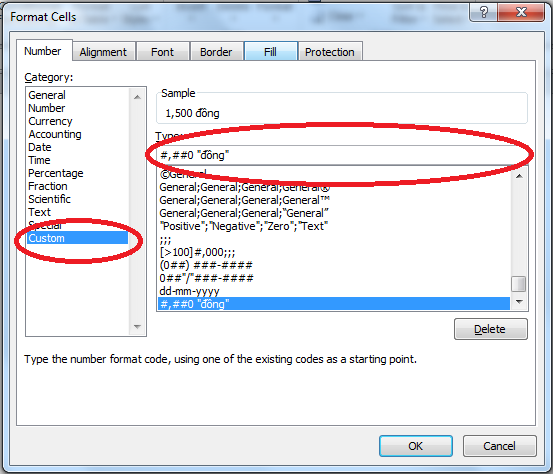 Format Cells
Number
Alignment
Font
Border
Fill
Protection
Category:
General
Number
Currency
Accounting
Date
Time
Percentage
Fraction
Scientific
Text
Special
Custom
Sample
1,500 đồng
Type:
#,##0 "đồng"
©General
General;General;General;General®
General;General;General;General™
General;General;General;"General"
"Positive";"Negative";"Zero";"Text"
;;;
[>100]#,000;;;
(0##) ###-####
0##"/"###-####
dd-mm-yyyy
#,##0 "đồng"
Delete
Type the number format code, using one of the existing codes as a starting point.
OK
Cancel